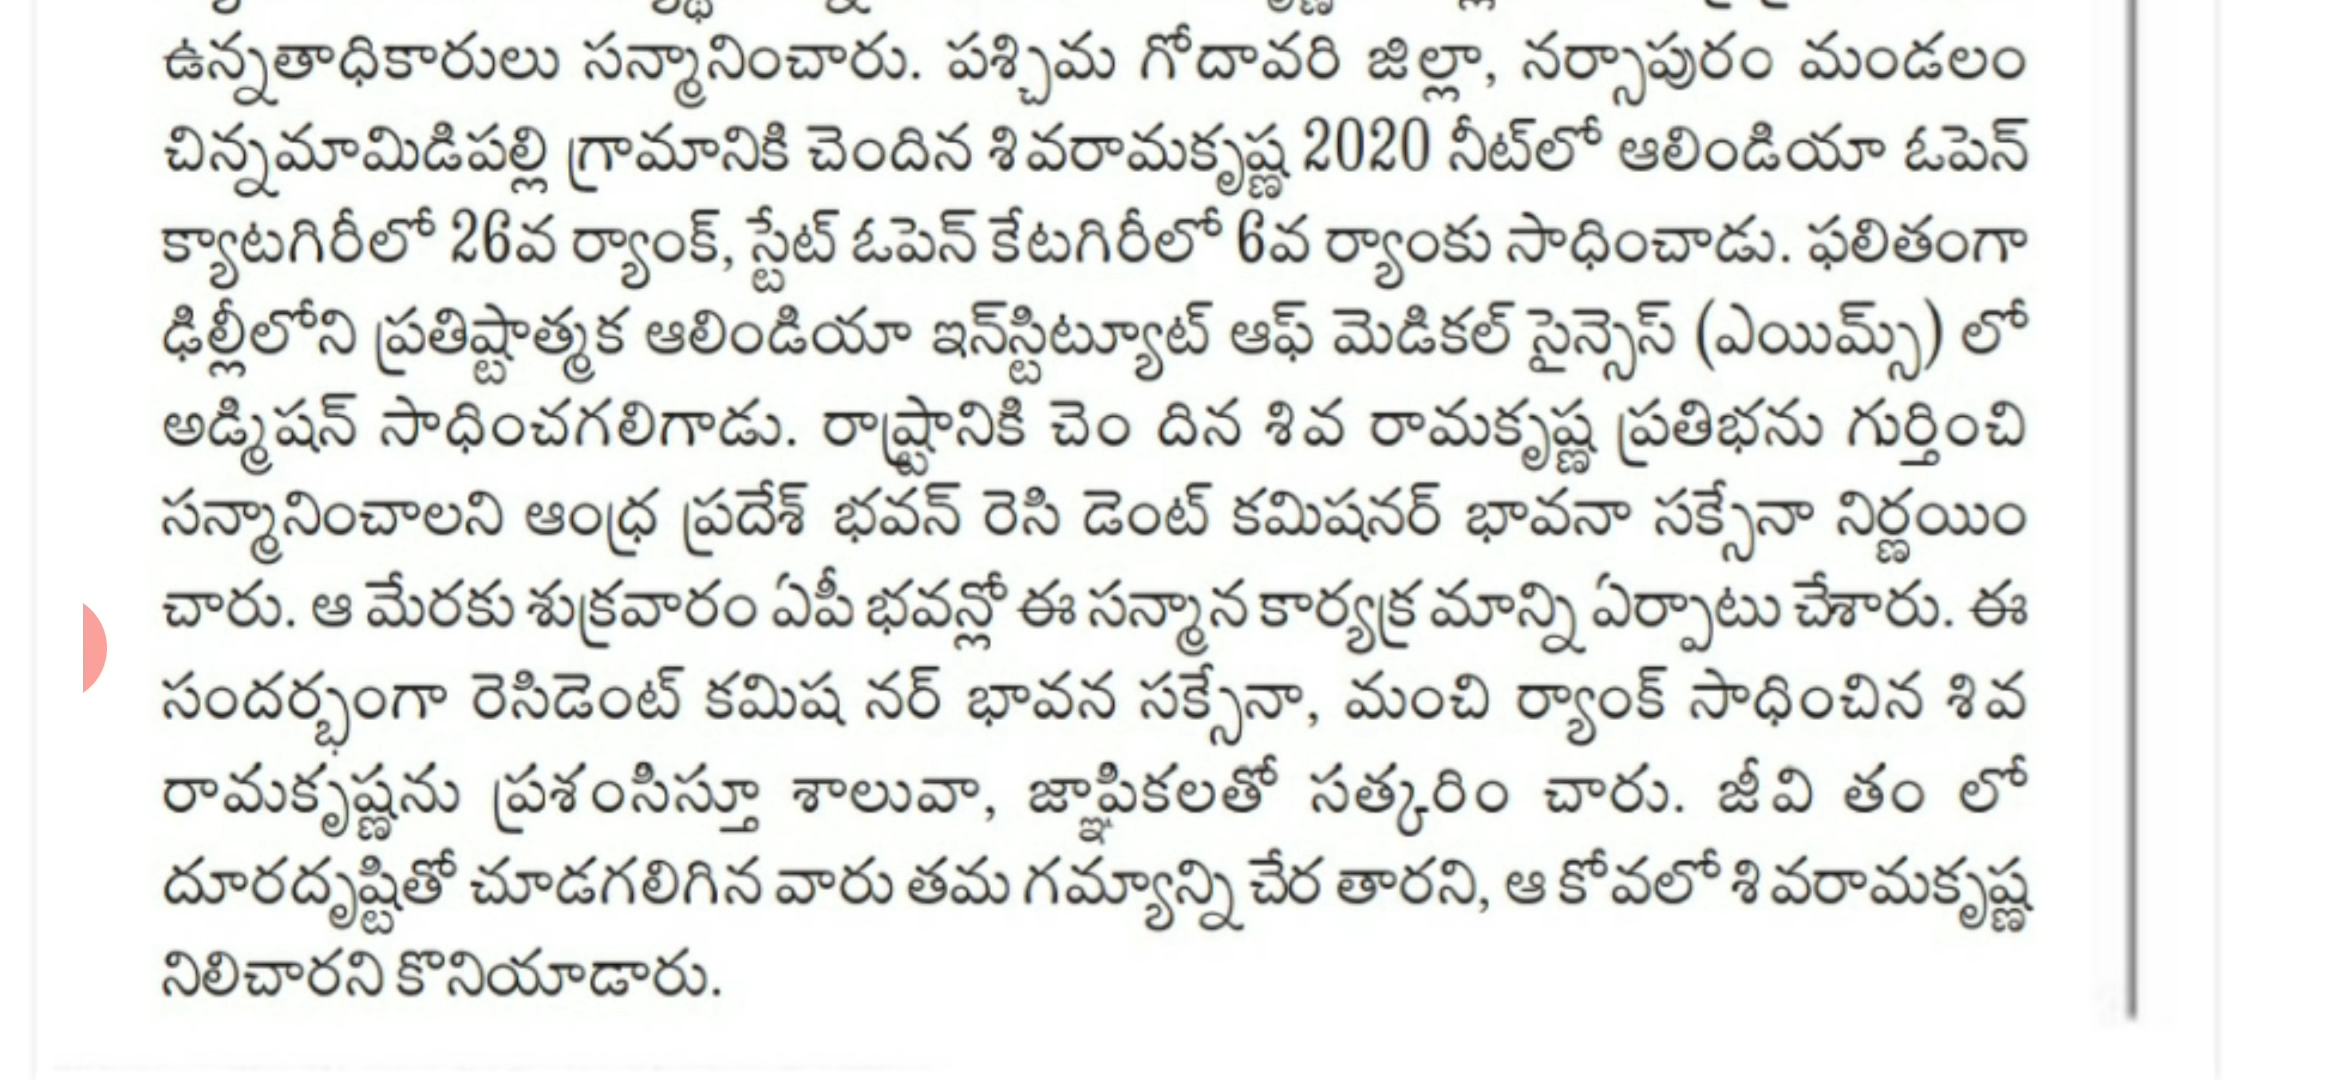 ఉన్నతాధికారులు సన్మానించారు. పశ్చిమ గోదావరి జిల్లా, నర్సాపురం మండలం
చిన్నమామిడిపల్లి గ్రామానికి చెందిన శివరామకృష్ణ 2020 నీట్‌లో ఆలిండియా ఓపెన్
క్యాటగిరీలో 26వ ర్యాంక్, స్టేట్ ఓపెన్ కేటగిరీలో 6వ ర్యాంకు సాధించాడు. ఫలితంగా
ఢిల్లీలోని ప్రతిష్టాత్మక ఆలిండియా ఇన్‌స్టిట్యూట్ ఆఫ్ మెడికల్ సైన్సెస్ (ఎయిమ్స్) లో
అడ్మిషన్ సాధించగలిగాడు. రాష్ట్రానికి చెం దిన శివ రామకృష్ణ ప్రతిభను గుర్తించి
సన్మానించాలని ఆంధ్ర ప్రదేశ్ భవన్ రెసి డెంట్ కమిషనర్ భావనా సక్సేనా నిర్ణయిం
చారు. ఆ మేరకు శుక్రవారం ఏపీ భవన్లో ఈ సన్మాన కార్యక్ర మాన్ని ఏర్పాటు చేశారు. ఈ
సందర్భంగా రెసిడెంట్ కమిష నర్ భావన సక్సేనా, మంచి ర్యాంక్ సాధించిన శివ
రామకృష్ణను ప్రశంసిస్తూ శాలువా, జ్ఞాపికలతో సత్కరిం చారు. జీవి తం లో
దూరదృష్టితో చూడగలిగిన వారు తమ గమ్యాన్ని చేర తారని, ఆ కోవలో శివరామకృష్ణ
నిలిచారని కొనియాడారు.